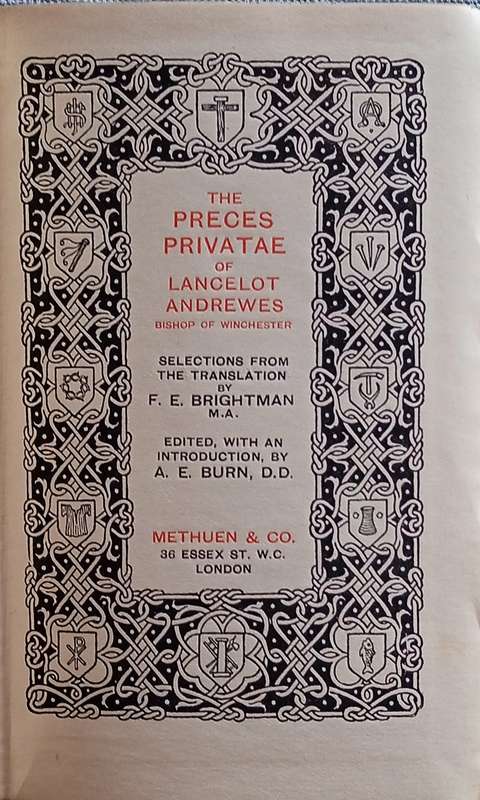 THE
PRECES
PRIVATAE
OF
LANCELOT
ANDREWES
BISHOP OF WINCHESTER
SELECTIONS FROM
THE TRANSLATION
BY
F. E. BRIGHTMAN
M.A.
EDITED, WITH AN
INTRODUCTION, BY
A. E. BURN, D.D.
METHUEN & CO.
36 ESSEX ST. W.C.
LONDON